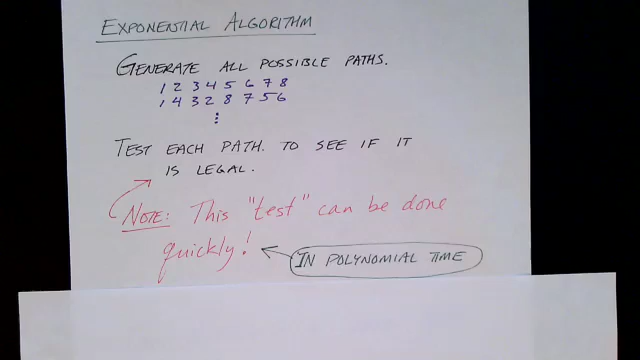 EXPONENTIAL ALGORITHM
GENERATE ALL POSSIBLE PATHS.
1 2 3 4 5 6 7 8
1 4 3 2 8 7 5 6
⋮
TEST EACH PATH. TO SEE IF IT
IS LEGAL.
NOTE: This "test" can be done
quickly!
IN POLYNOMIAL TIME